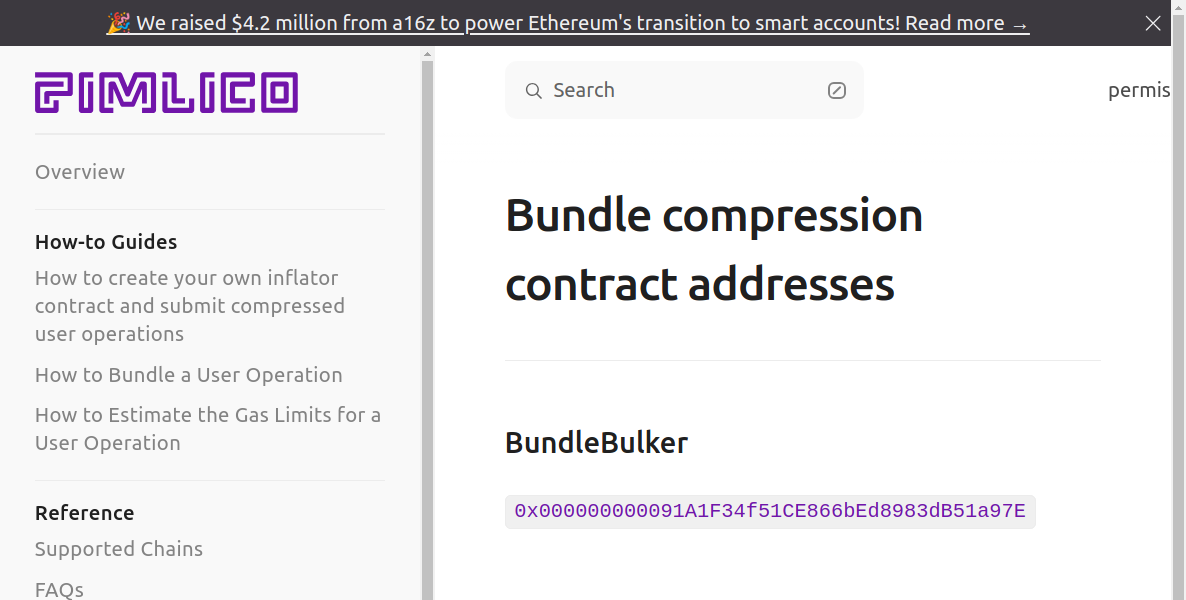 🎉 We raised $4.2 million from a16z to power Ethereum's transition to smart accounts! Read more →
PIMLICO
Overview
How-to Guides
How to create your own inflator
contract and submit compressed
user operations
How to Bundle a User Operation
How to Estimate the Gas Limits for a
User Operation
Reference
Supported Chains
FAQs
Search
permis
Bundle compression
contract addresses
BundleBulker
0x000000000091A1F34f51CE866bEd8983dB51a97E